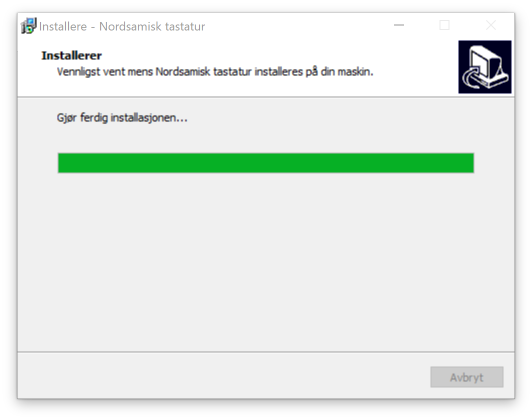 Installere - Nordsamisk tastatur
Installerer
Vennligst vent mens Nordsamisk tastatur installeres på din maskin.
Gjør ferdig installasjonen...
Avbryt